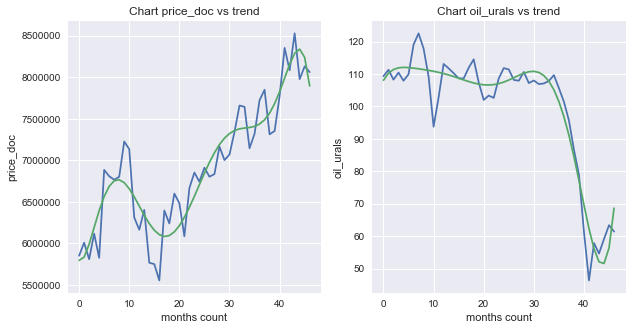 Chart price_doc vs trend
price_doc
8500000
8000000
7500000
7000000
6500000
6000000
5500000
0 10 20 30 40
months count
Chart oil_urals vs trend
oil_urals
120
110
100
90
80
70
60
50
0 10 20 30 40
months count